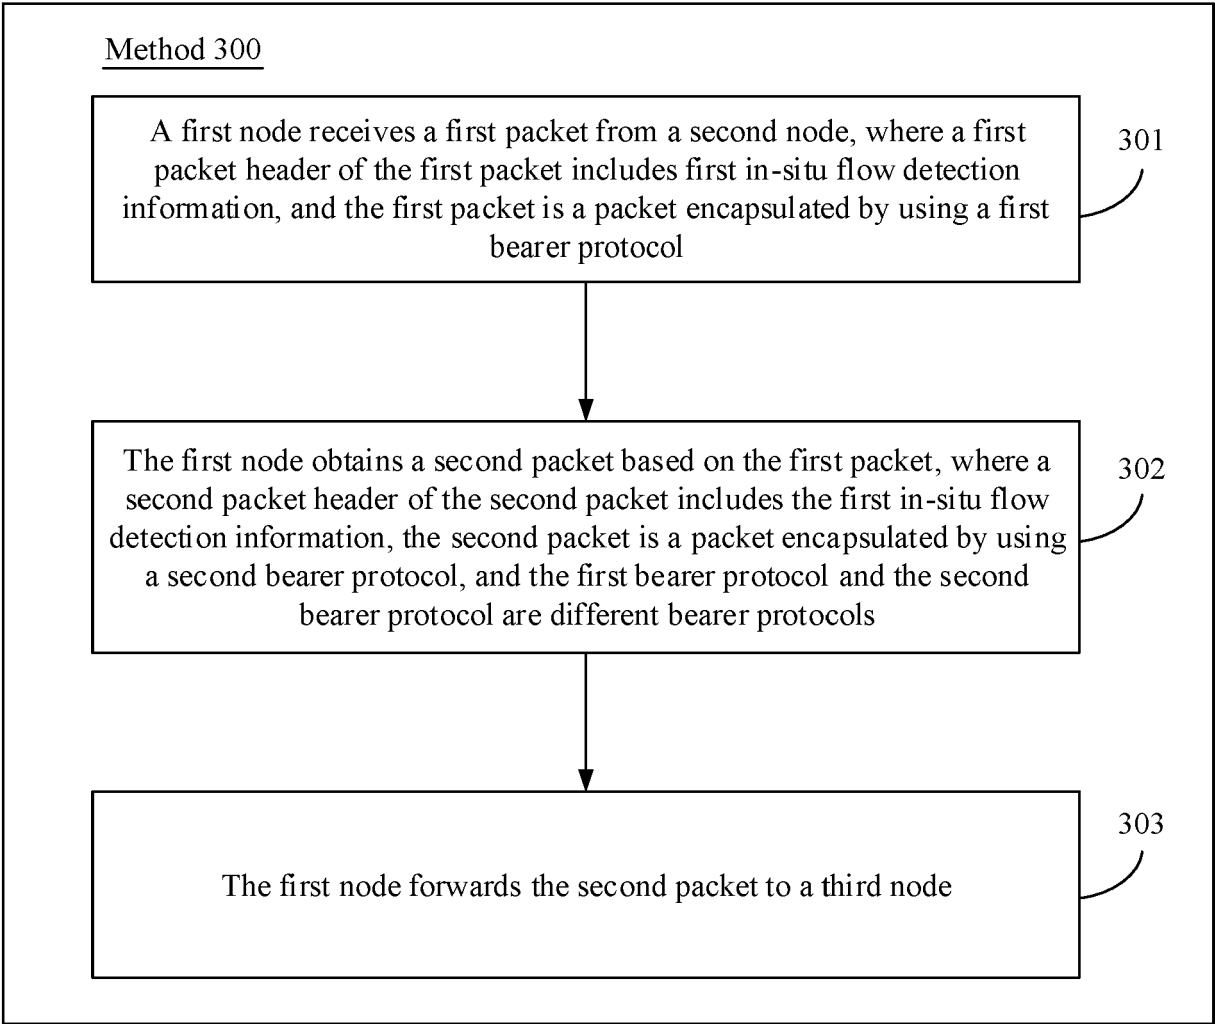 Method 300
A first node receives a first packet from a second node, where a first
packet header of the first packet includes first in-situ flow detection
information, and the first packet is a packet encapsulated by using a first
bearer protocol
301
The first node obtains a second packet based on the first packet, where a
second packet header of the second packet includes the first in-situ flow
detection information, the second packet is a packet encapsulated by using
a second bearer protocol, and the first bearer protocol and the second
bearer protocol are different bearer protocols
302
The first node forwards the second packet to a third node
303